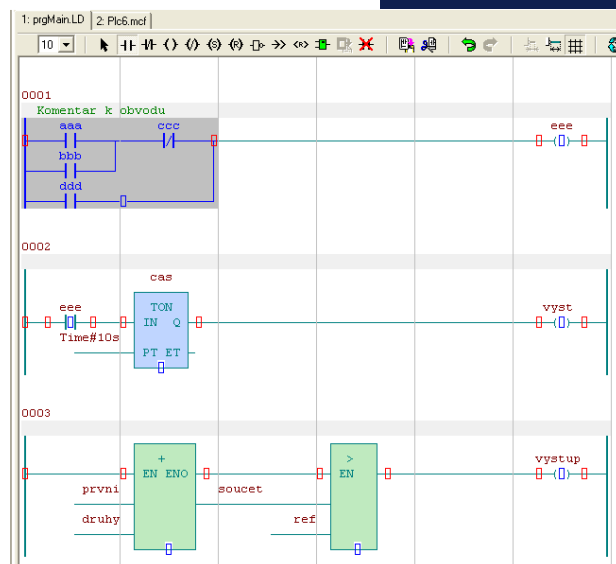 1: prgMain.LD 2: Plc6.mcf
10
0001
Komentar k obvodu
aaa ccc eee
bbb
ddd
0002
cas
eee TON vyst
IN Q
Time#10s
PT ET
0003
+ > vystup
EN ENO EN
prvni soucet
druhy ref